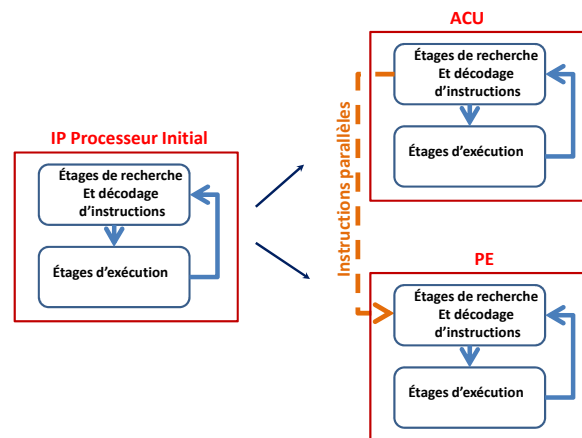 IP Processeur Initial
Étages de recherche
Et décodage
d'instructions
Étages d'exécution
ACU
Étages de recherche
Et décodage
d'instructions
Étages d'exécution
Instructions parallèles
PE
Étages de recherche
Et décodage
d'instructions
Étages d'exécution